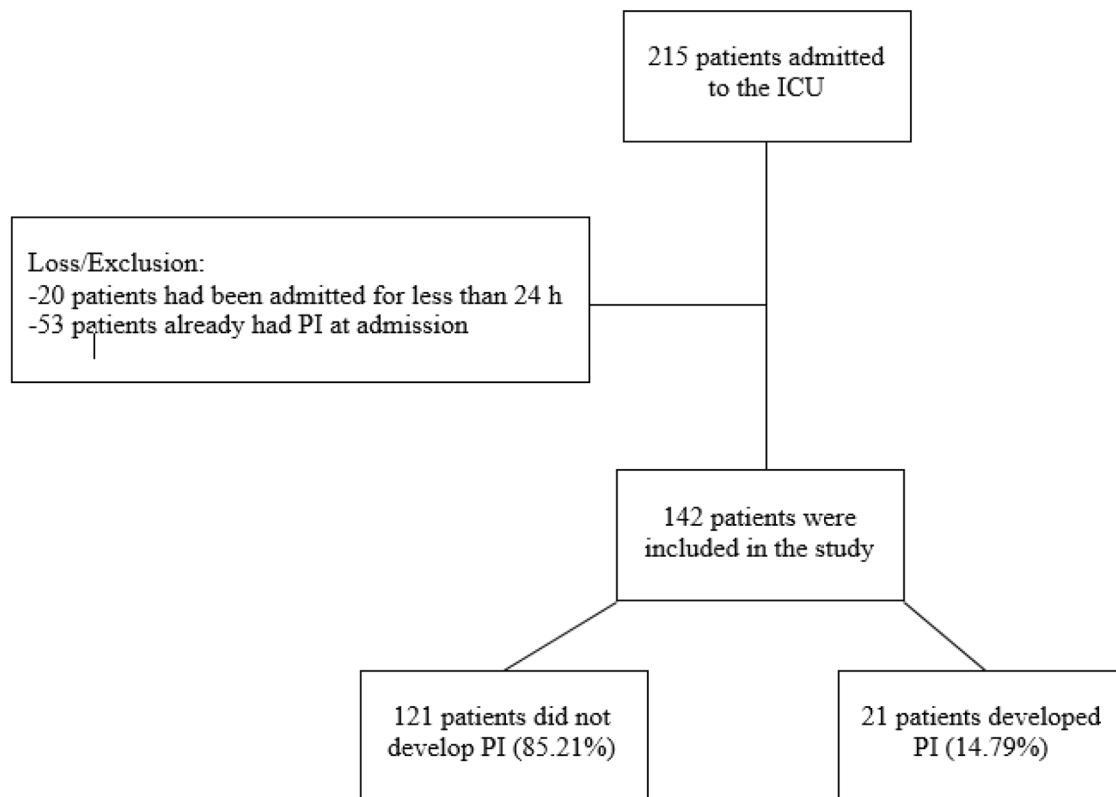 215 patients admitted
to the ICU
Loss/Exclusion:
-20 patients had been admitted for less than 24 h
-53 patients already had PI at admission
142 patients were
included in the study
121 patients did not
develop PI (85.21%)
21 patients developed
PI (14.79%)